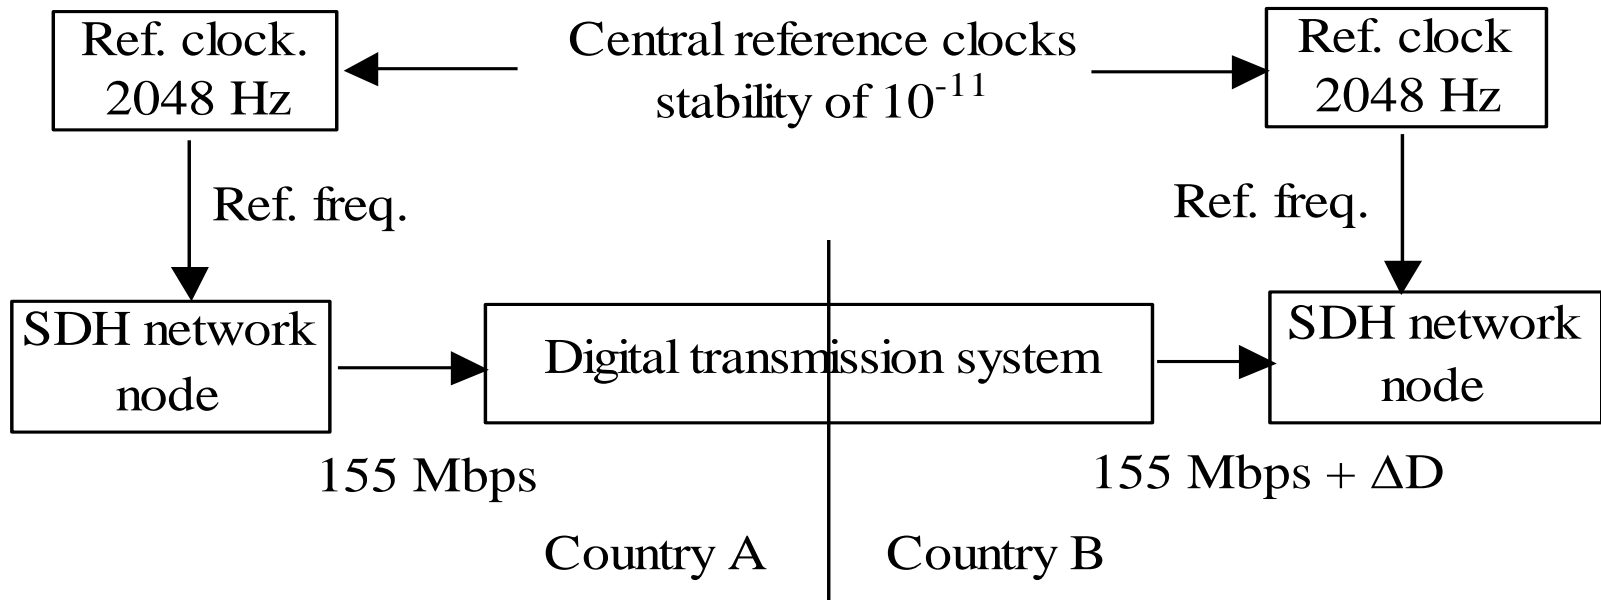 Ref. clock.
2048 Hz
Central reference clocks
stability of 10⁻¹¹
Ref. clock
2048 Hz
Ref. freq.
Ref. freq.
SDH network
node
Digital transmission system
SDH network
node
155 Mbps
155 Mbps + ΔD
Country A
Country B